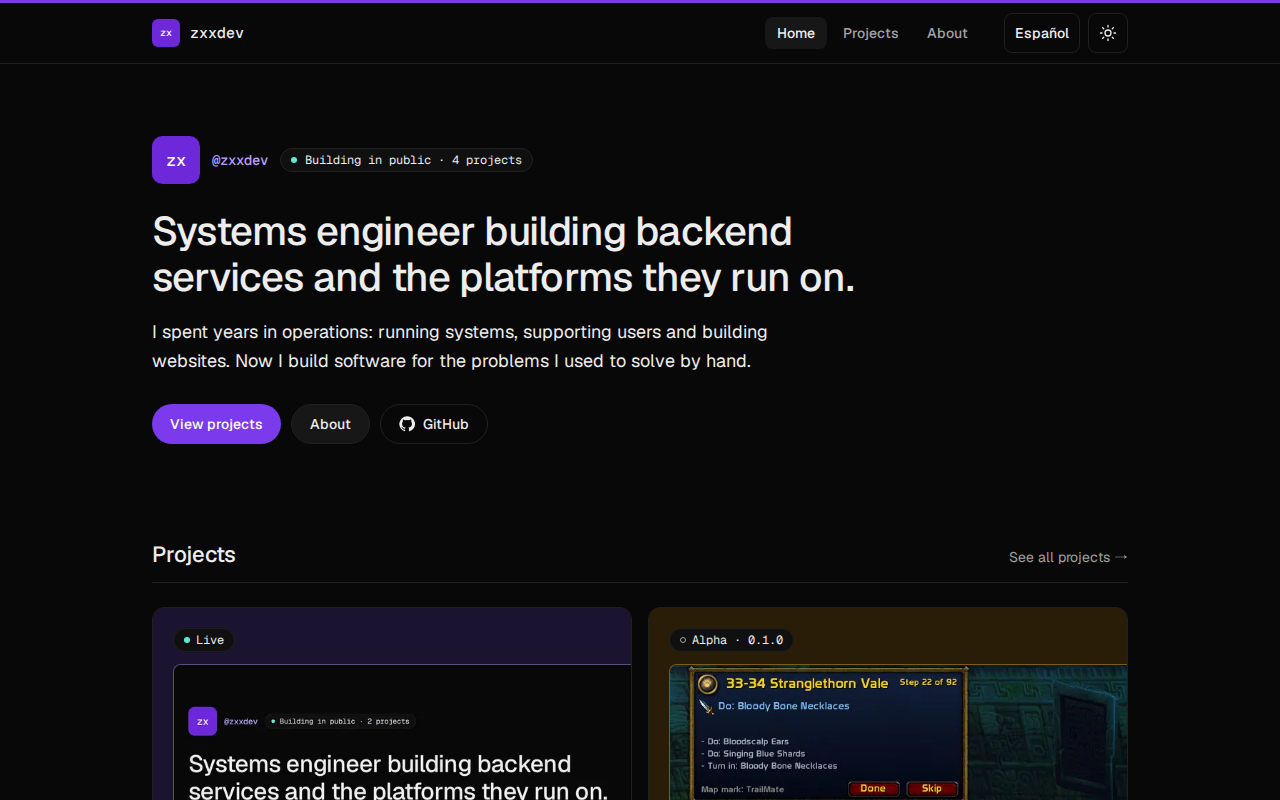 zx zxxdev Home Projects About Español
zx @zxxdev Building in public · 4 projects
Systems engineer building backend
services and the platforms they run on.
I spent years in operations: running systems, supporting users and building
websites. Now I build software for the problems I used to solve by hand.
View projects About GitHub
Projects See all projects →
Live
zx @zxxdev Building in public · 2 projects
Systems engineer building backend
services and the platforms they run on.
Alpha · 0.1.0
33-34 Stranglethorn Vale Step 22 of 92
Do: Bloody Bone Necklaces
- Do: Bloodscalp Ears
- Do: Singing Blue Shards
- Turn in: Bloody Bone Necklaces
Map mark: TrailMate Done Skip